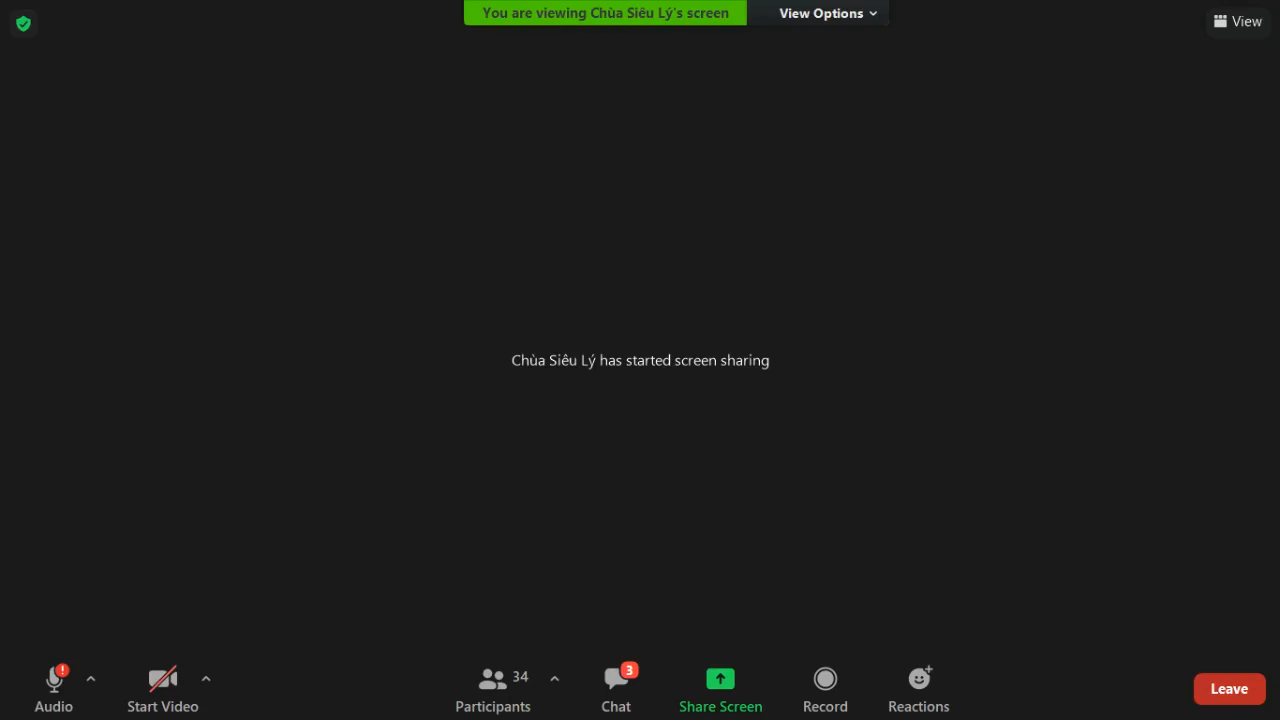 You are viewing Chùa Siêu Lý's screen
View Options
View
Chùa Siêu Lý has started screen sharing
!
34
3
Audio
Start Video
Participants
Chat
Share Screen
Record
Reactions
Leave